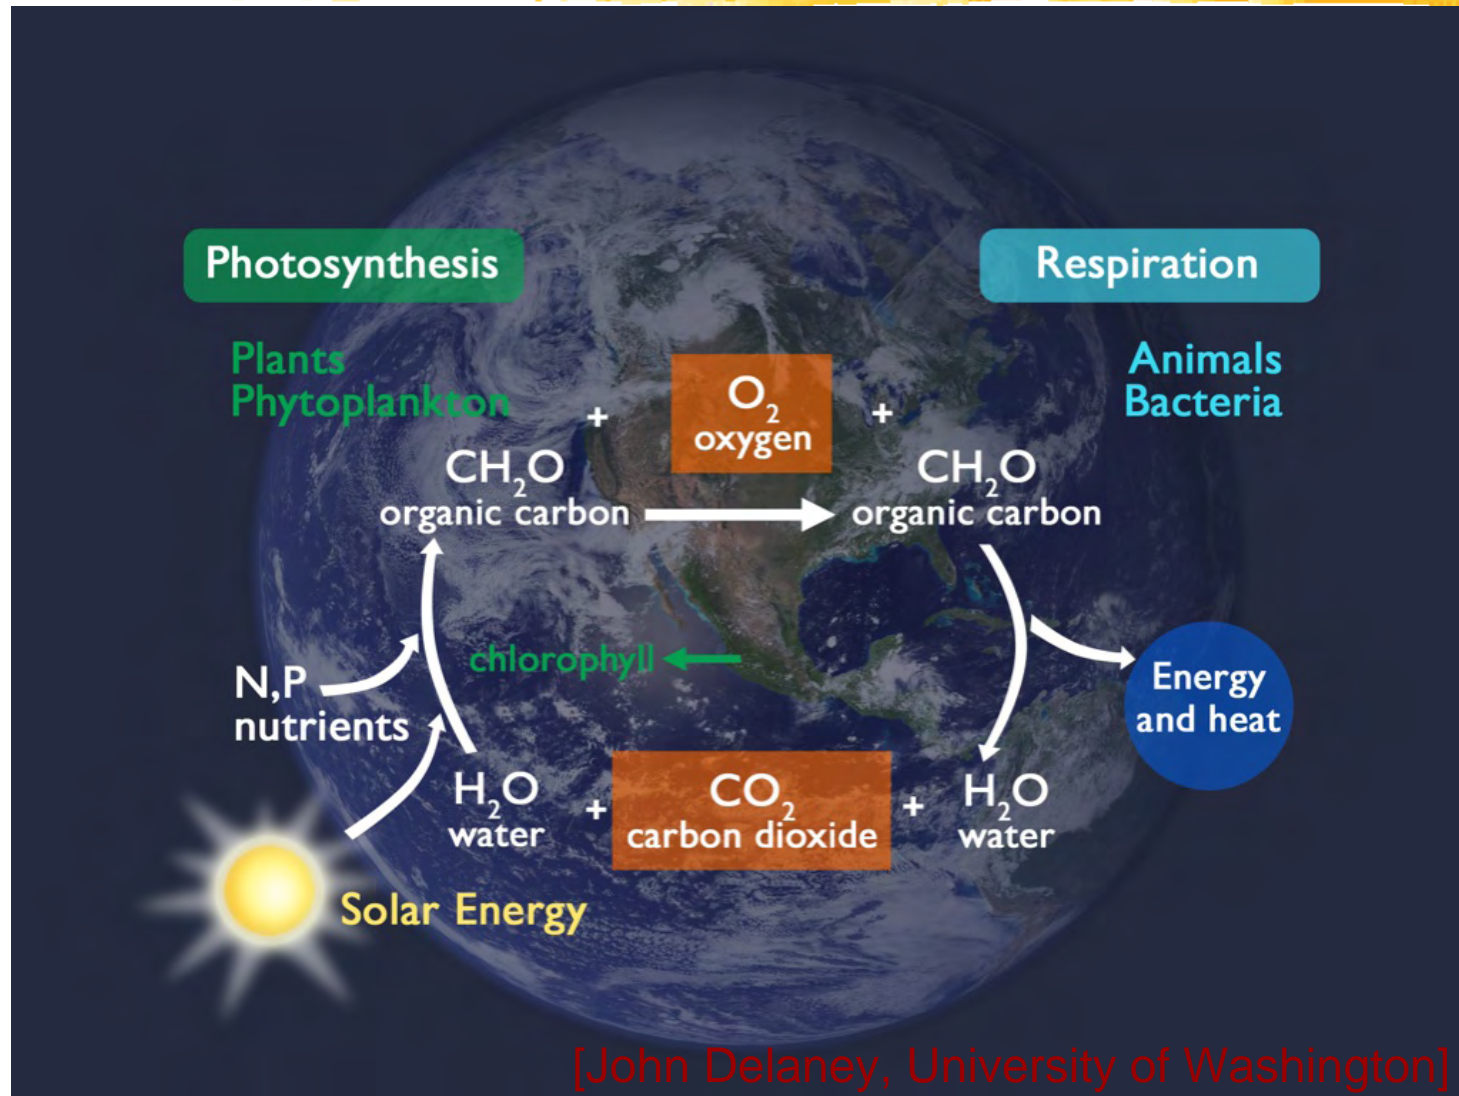 Photosynthesis
Respiration
Plants
Phytoplankton
Animals
Bacteria
+
O₂
oxygen
+
CH₂O
organic carbon
CH₂O
organic carbon
chlorophyll
N,P
nutrients
Energy
and heat
H₂O
water
+
CO₂
carbon dioxide
+
H₂O
water
Solar Energy
[John Delaney, University of Washington]